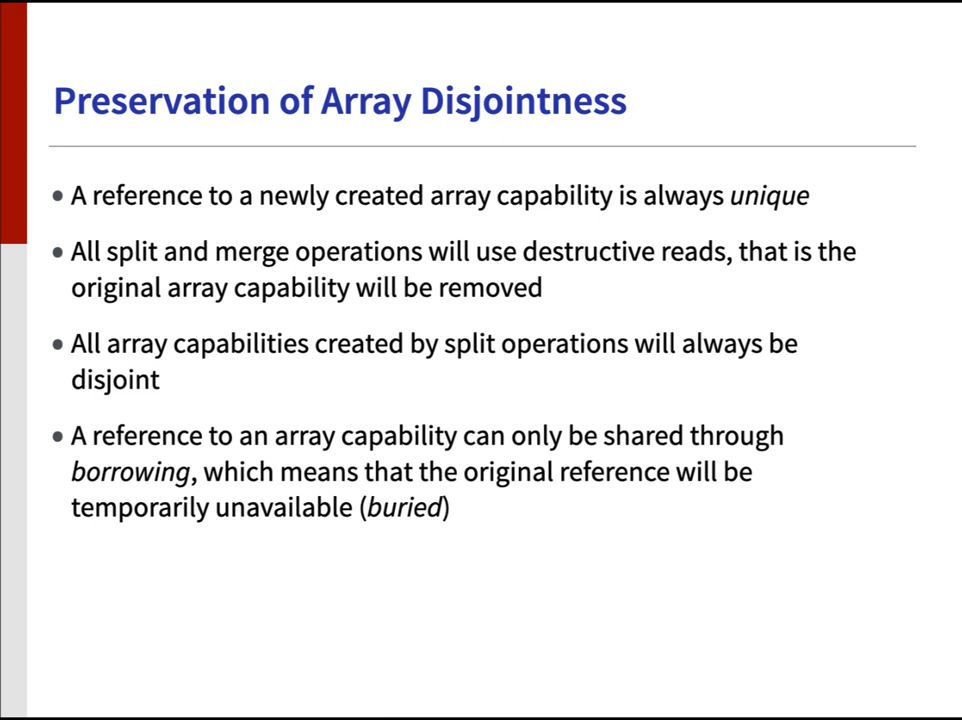 Preservation of Array Disjointness
• A reference to a newly created array capability is always unique
• All split and merge operations will use destructive reads, that is the
original array capability will be removed
• All array capabilities created by split operations will always be
disjoint
• A reference to an array capability can only be shared through
borrowing, which means that the original reference will be
temporarily unavailable (buried)